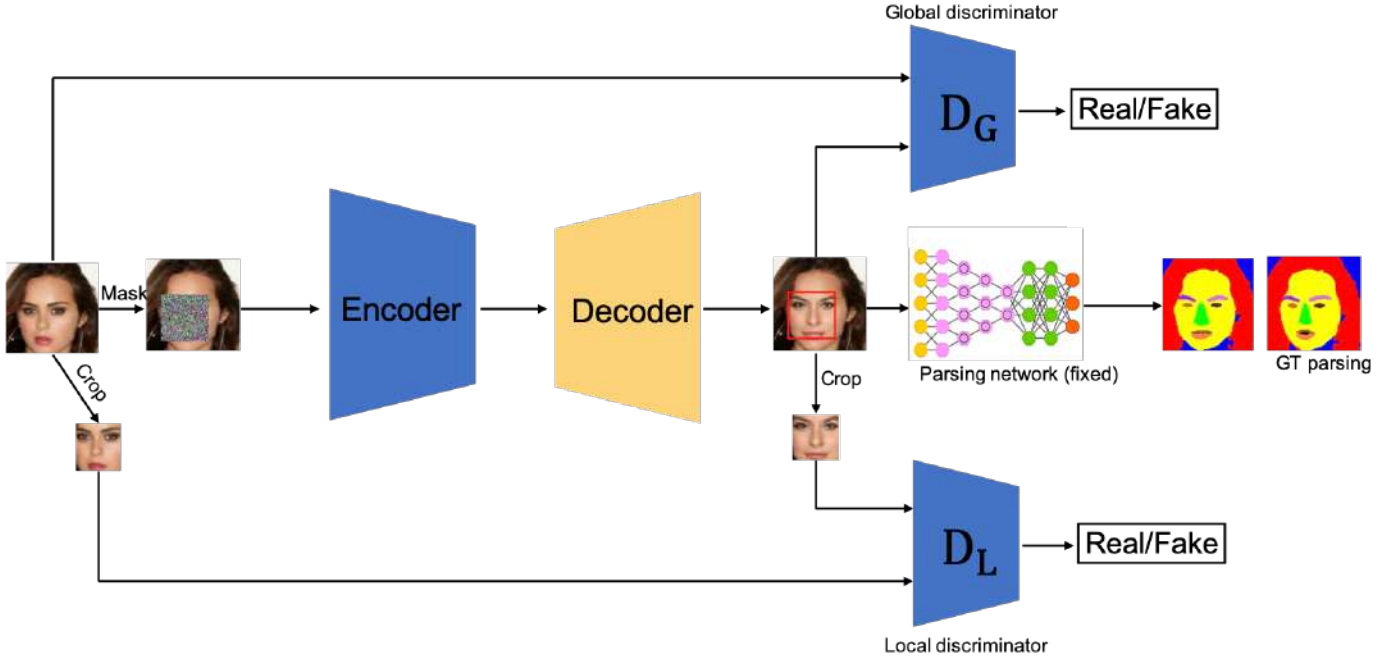 Global discriminator
D_G
Real/Fake
Mask
Encoder
Decoder
Crop
Crop
Parsing network (fixed)
GT parsing
D_L
Real/Fake
Local discriminator